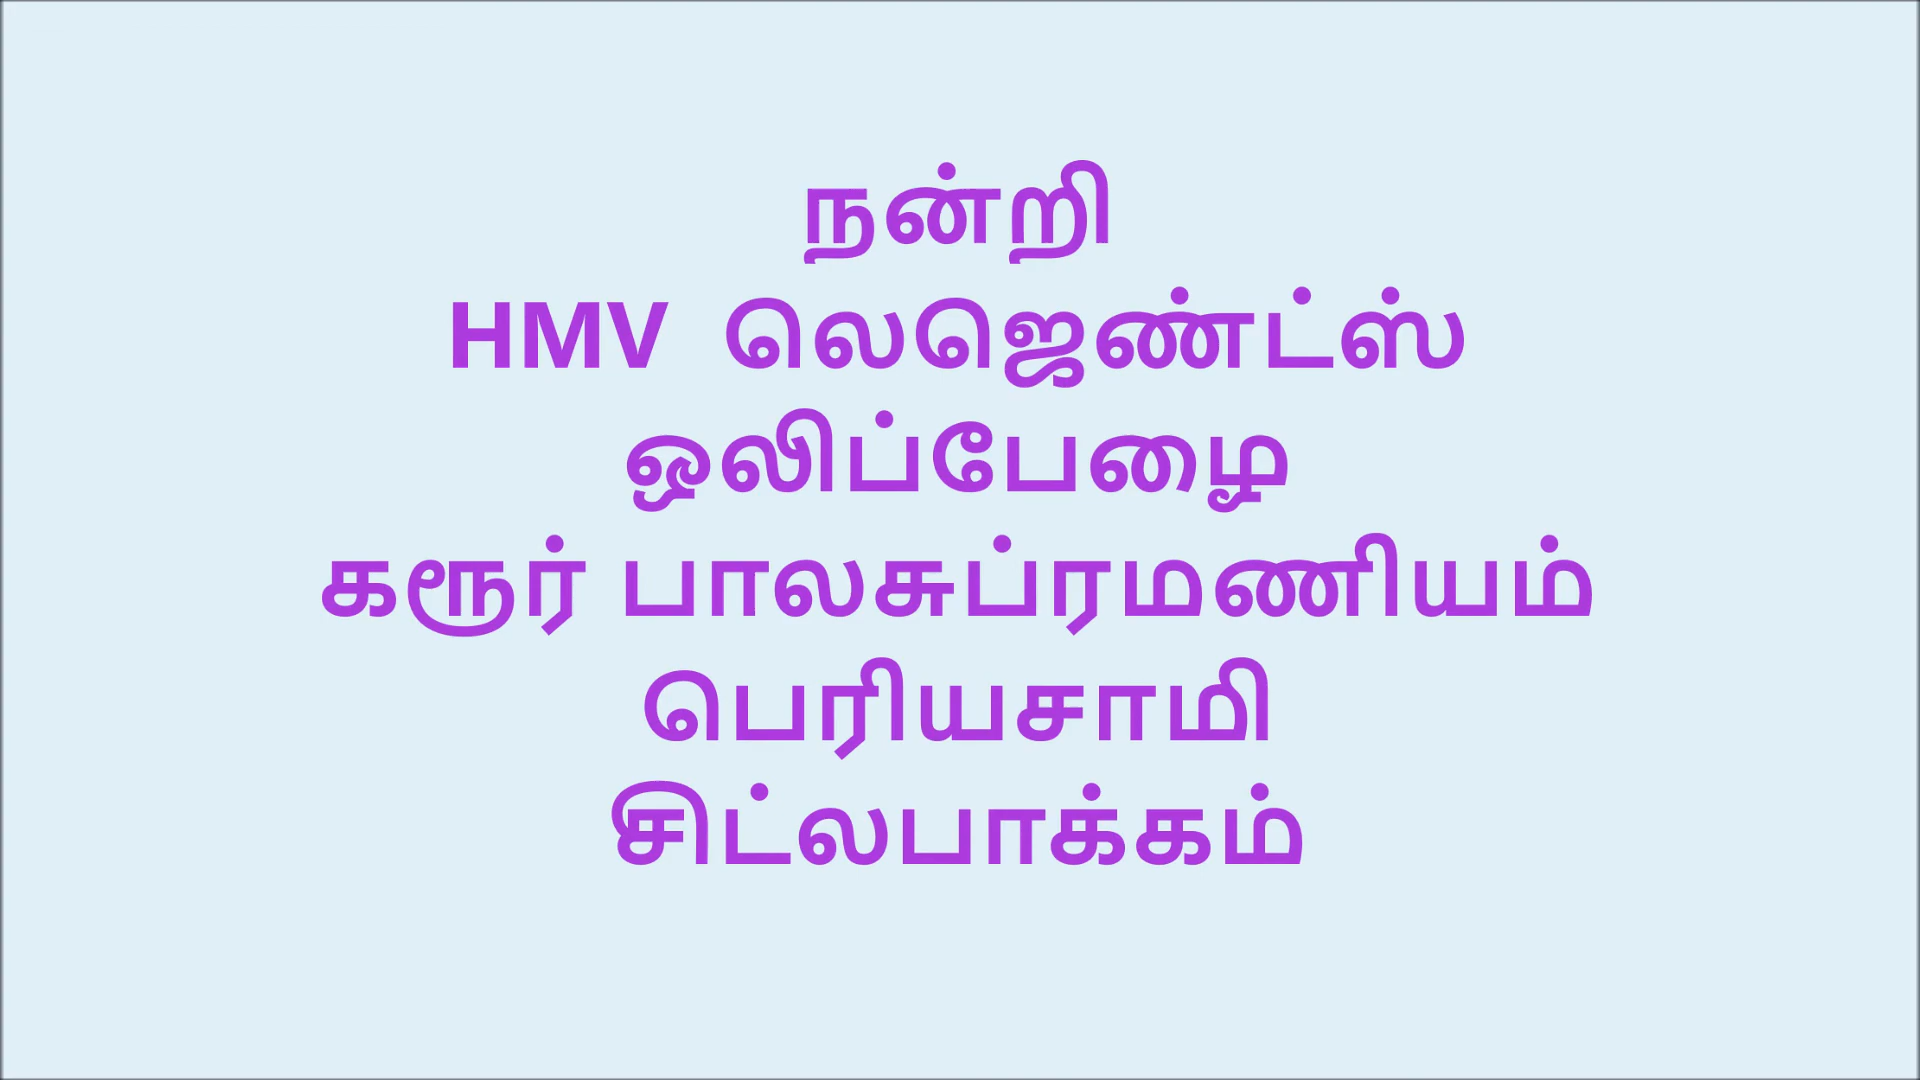 நன்றி
HMV லெஜெண்ட்ஸ்
ஒலிப்பேழை
கரூர் பாலசுப்ரமணியம்
பெரியசாமி
சிட்லபாக்கம்